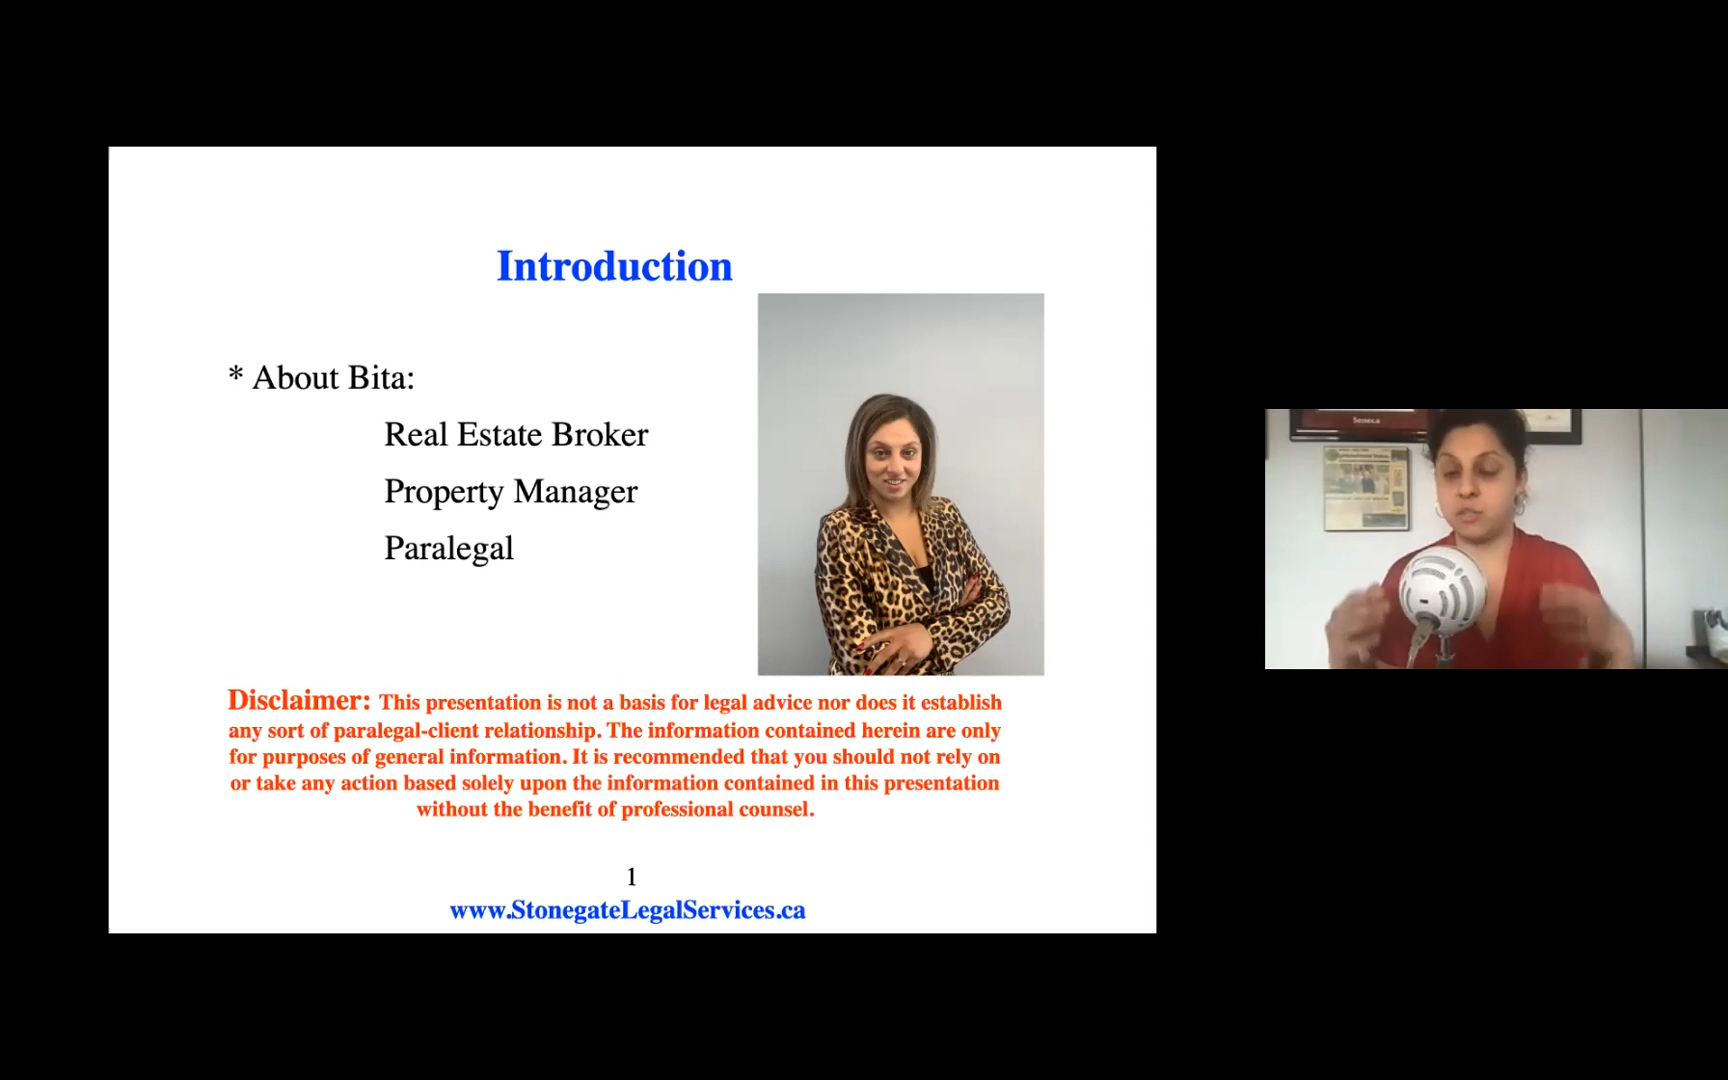 Introduction
* About Bita:
Real Estate Broker
Property Manager
Paralegal
Disclaimer: This presentation is not a basis for legal advice nor does it establish
any sort of paralegal-client relationship. The information contained herein are only
for purposes of general information. It is recommended that you should not rely on
or take any action based solely upon the information contained in this presentation
without the benefit of professional counsel.
1
www.StonegateLegalServices.ca
Seneca